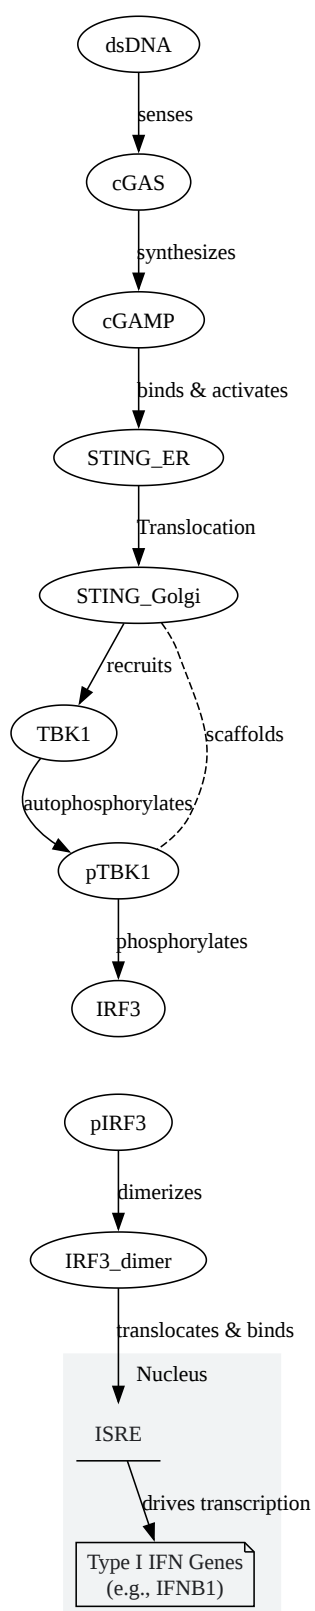 dsDNA
senses
cGAS
synthesizes
cGAMP
binds & activates
STING_ER
Translocation
STING_Golgi
recruits
TBK1
scaffolds
autophosphorylates
pTBK1
phosphorylates
IRF3
pIRF3
dimerizes
IRF3_dimer
translocates & binds
Nucleus
ISRE
drives transcription
Type I IFN Genes
(e.g., IFNB1)